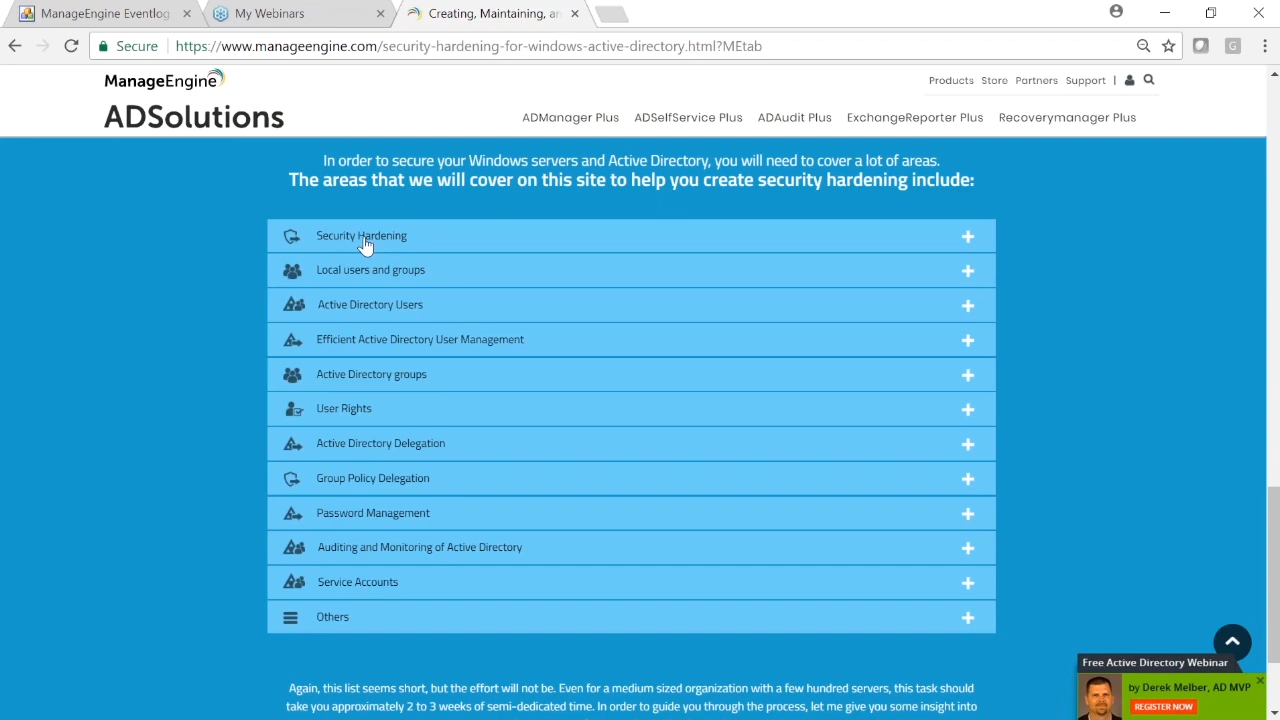 ManageEngine Eventlog
My Webinars
Creating, Maintaining, an
Secure
https://www.manageengine.com/security-hardening-for-windows-active-directory.html?MEtab
ManageEngine
Products Store Partners Support |
ADSolutions
ADManager Plus ADSelfService Plus ADAudit Plus ExchangeReporter Plus Recoverymanager Plus
In order to secure your Windows servers and Active Directory, you will need to cover a lot of areas.
The areas that we will cover on this site to help you create security hardening include:
Security Hardening
Local users and groups
Active Directory Users
Efficient Active Directory User Management
Active Directory groups
User Rights
Active Directory Delegation
Group Policy Delegation
Password Management
Auditing and Monitoring of Active Directory
Service Accounts
Others
Again, this list seems short, but the effort will not be. Even for a medium sized organization with a few hundred servers, this task should
take you approximately 2 to 3 weeks of semi-dedicated time. In order to guide you through the process, let me give you some insight into
Free Active Directory Webinar
by Derek Melber, AD MVP
REGISTER NOW